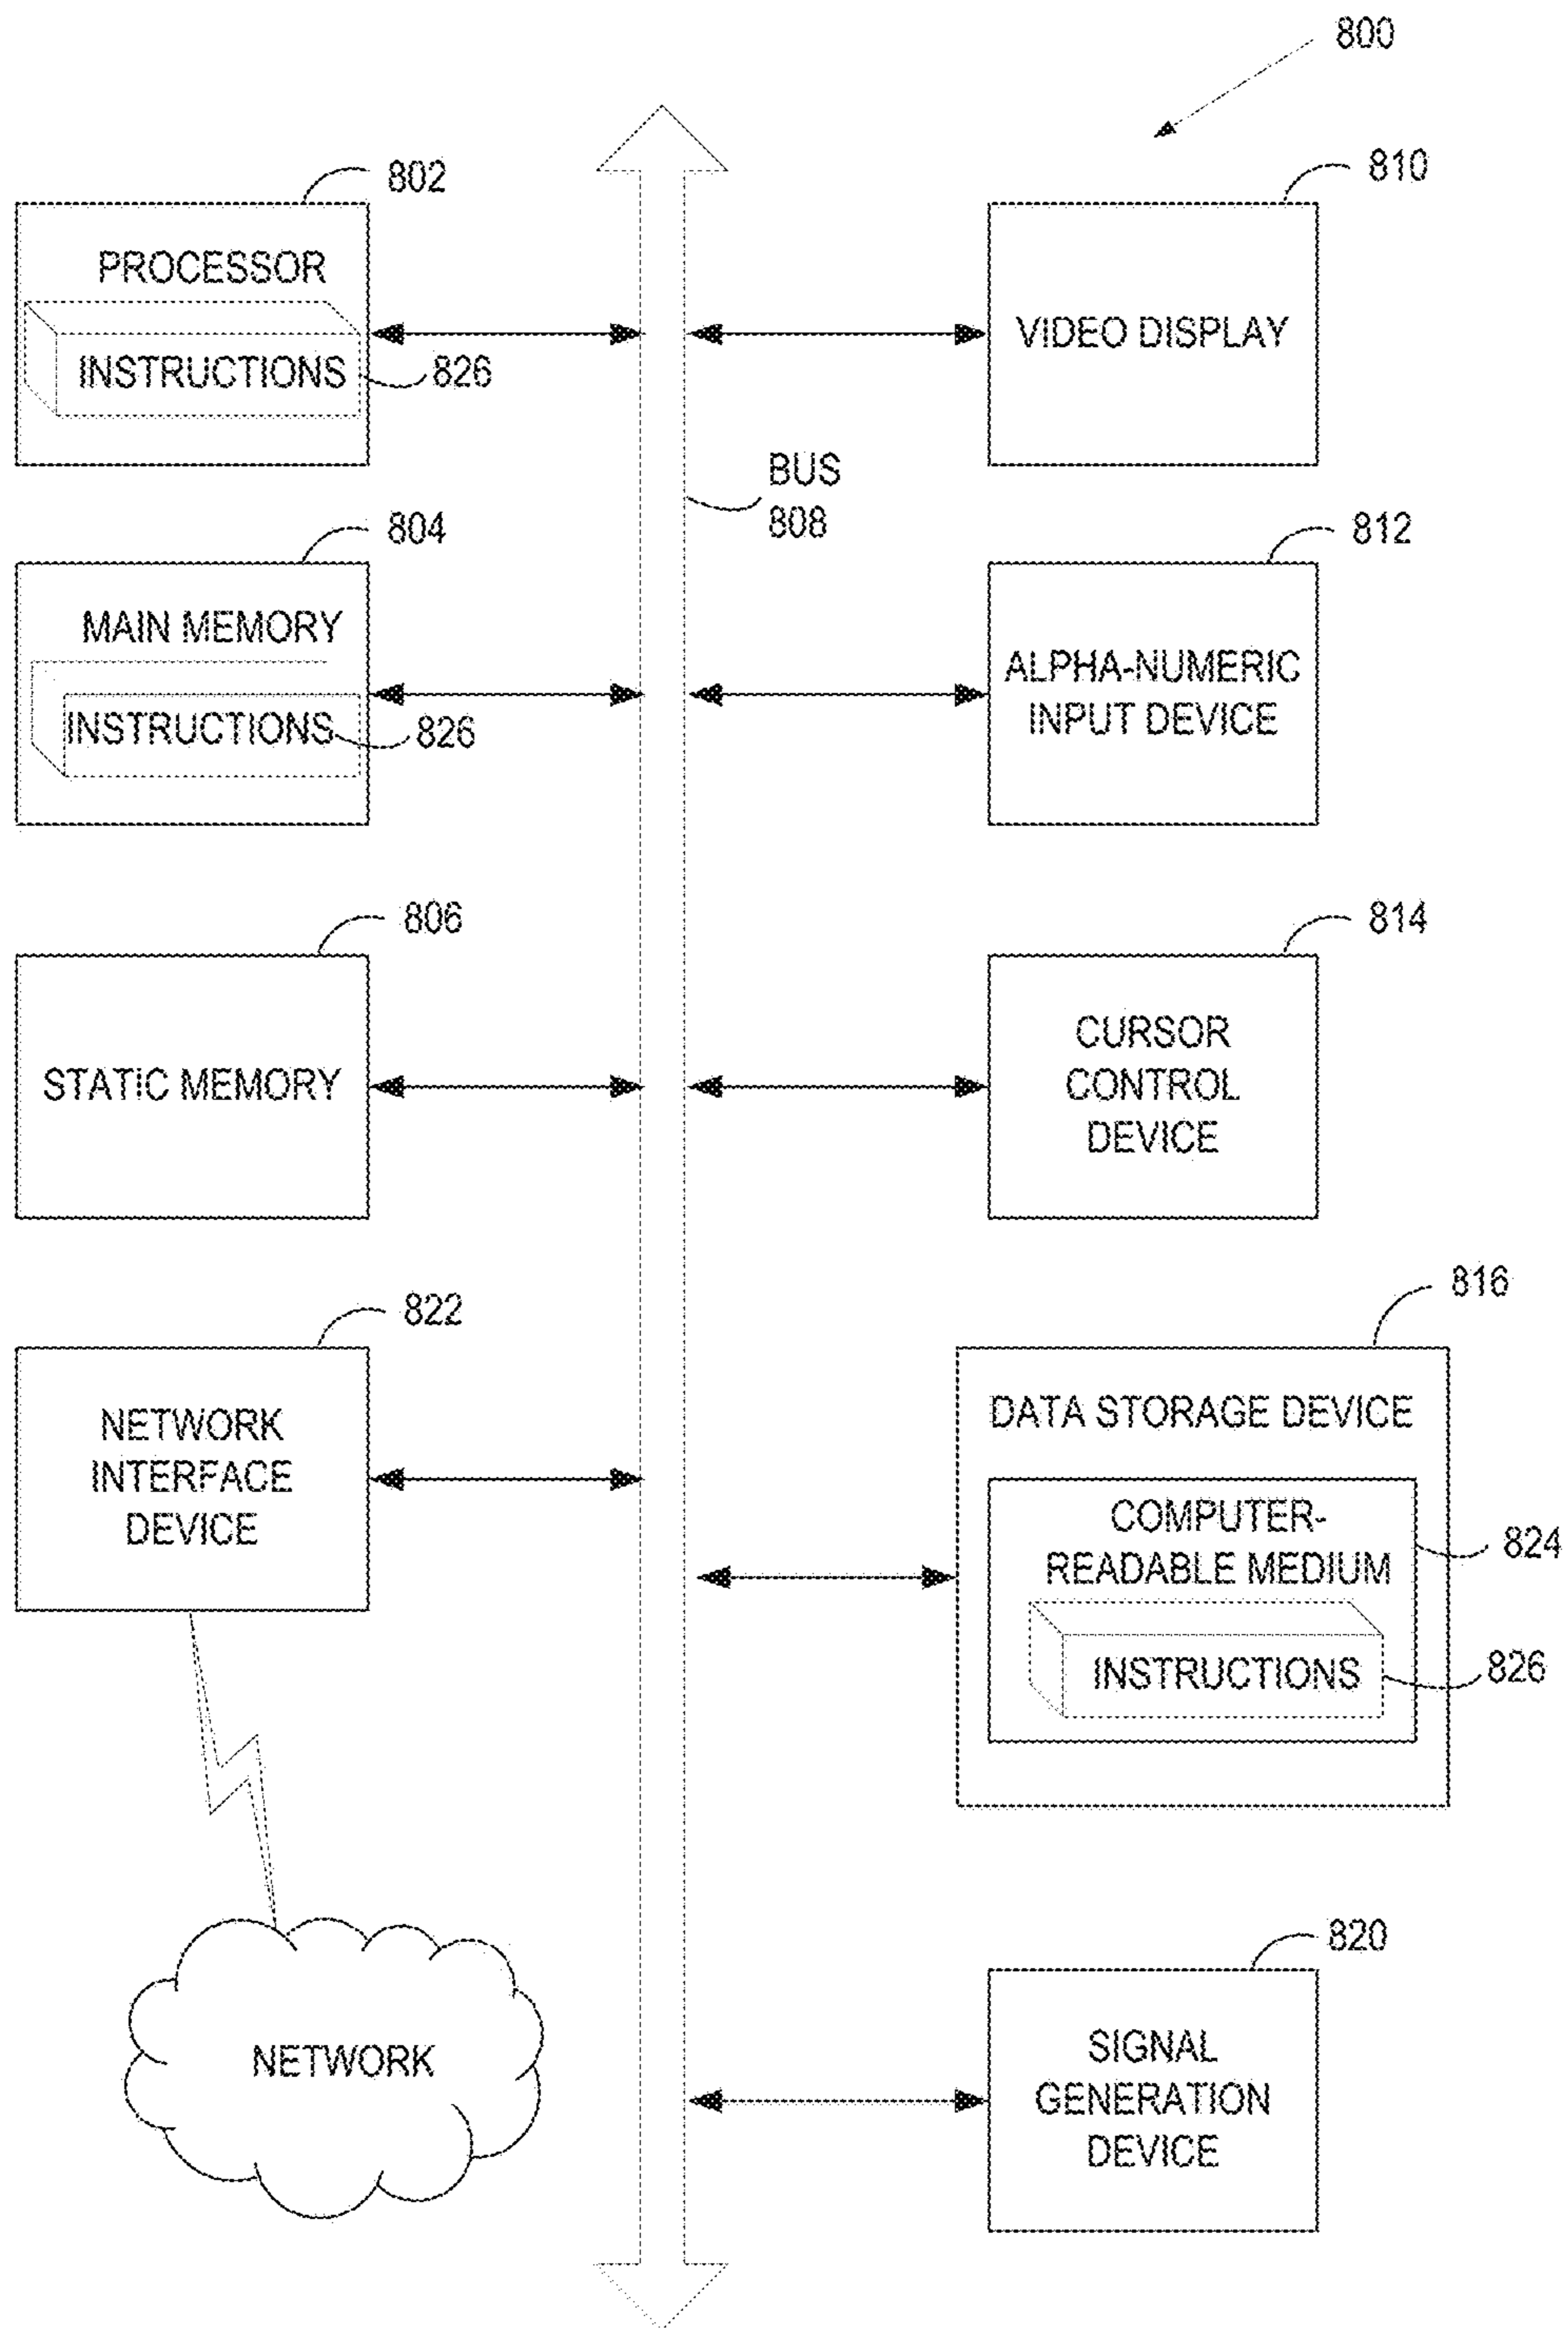 800
802
PROCESSOR
INSTRUCTIONS
826
810
VIDEO DISPLAY
BUS
808
804
MAIN MEMORY
INSTRUCTIONS
826
812
ALPHA-NUMERIC
INPUT DEVICE
806
STATIC MEMORY
814
CURSOR
CONTROL
DEVICE
822
NETWORK
INTERFACE
DEVICE
816
DATA STORAGE DEVICE
COMPUTER-
READABLE MEDIUM
824
INSTRUCTIONS
826
NETWORK
820
SIGNAL
GENERATION
DEVICE